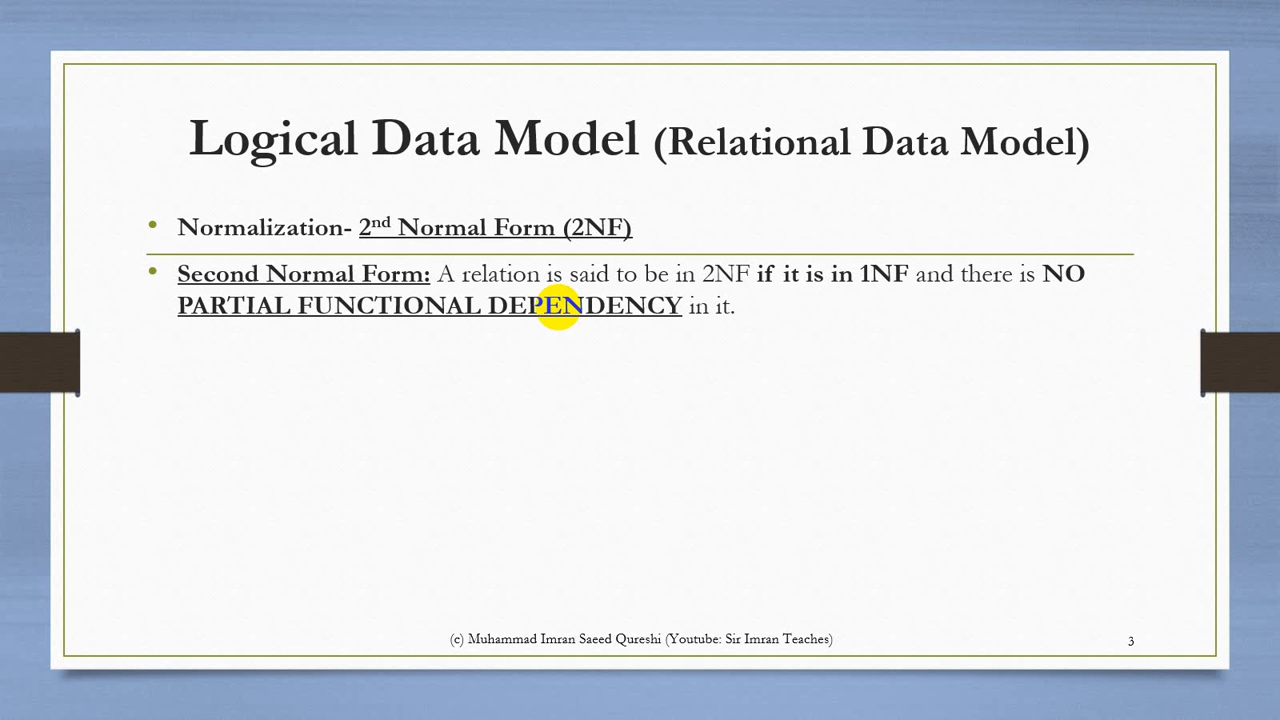 Logical Data Model (Relational Data Model)
• Normalization- 2nd Normal Form (2NF)
• Second Normal Form: A relation is said to be in 2NF if it is in 1NF and there is NO
PARTIAL FUNCTIONAL DEPENDENCY in it.
(c) Muhammad Imran Saeed Qureshi (Youtube: Sir Imran Teaches)
3